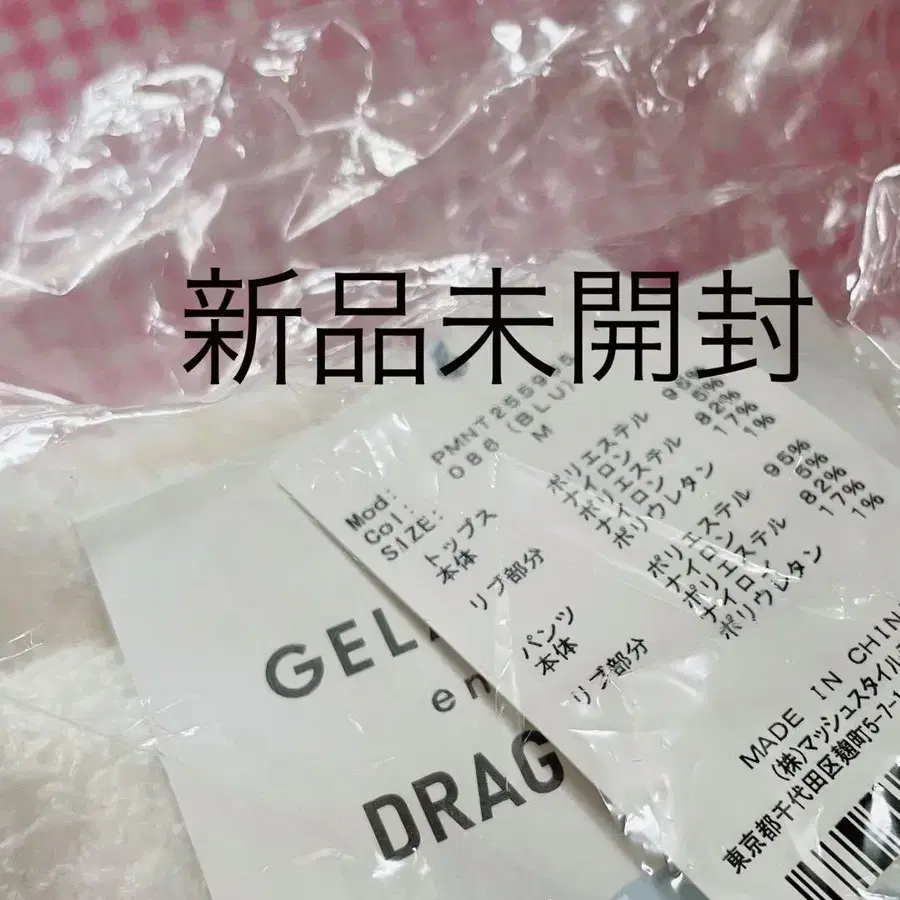 新品未開封
Mod: PMNT255915
Col: 086 (BLU)
SIZE: M
トップス
本体 ポリエステル 95%
ナイロン 5%
リブ部分 ポリエステル 82%
ナイロン 17%
ポリウレタン 1%
パンツ
本体 ポリエステル 95%
ナイロン 5%
リブ部分 ポリエステル 82%
ナイロン 17%
ポリウレタン 1%
MADE IN CHIN
(株)マッシュスタイル
東京都千代田区麹町5-7-1
GEL
en
DRAG